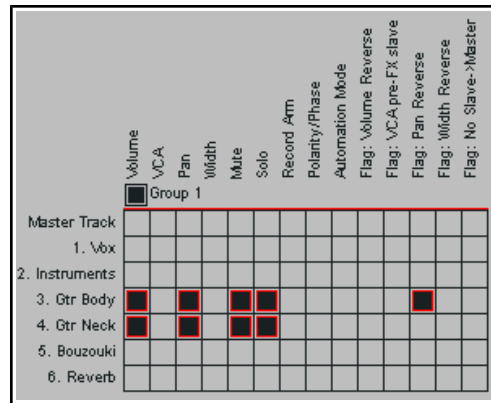 Volume
VCA
Pan
Width
Mute
Solo
Record Arm
Polarity/Phase
Automation Mode
Flag: Volume Reverse
Flag: VCA pre-FX slave
Flag: Pan Reverse
Flag: Width Reverse
Flag: No Slave->Master
Group 1
Master Track
1. Vox
2. Instruments
3. Gtr Body
4. Gtr Neck
5. Bouzouki
6. Reverb